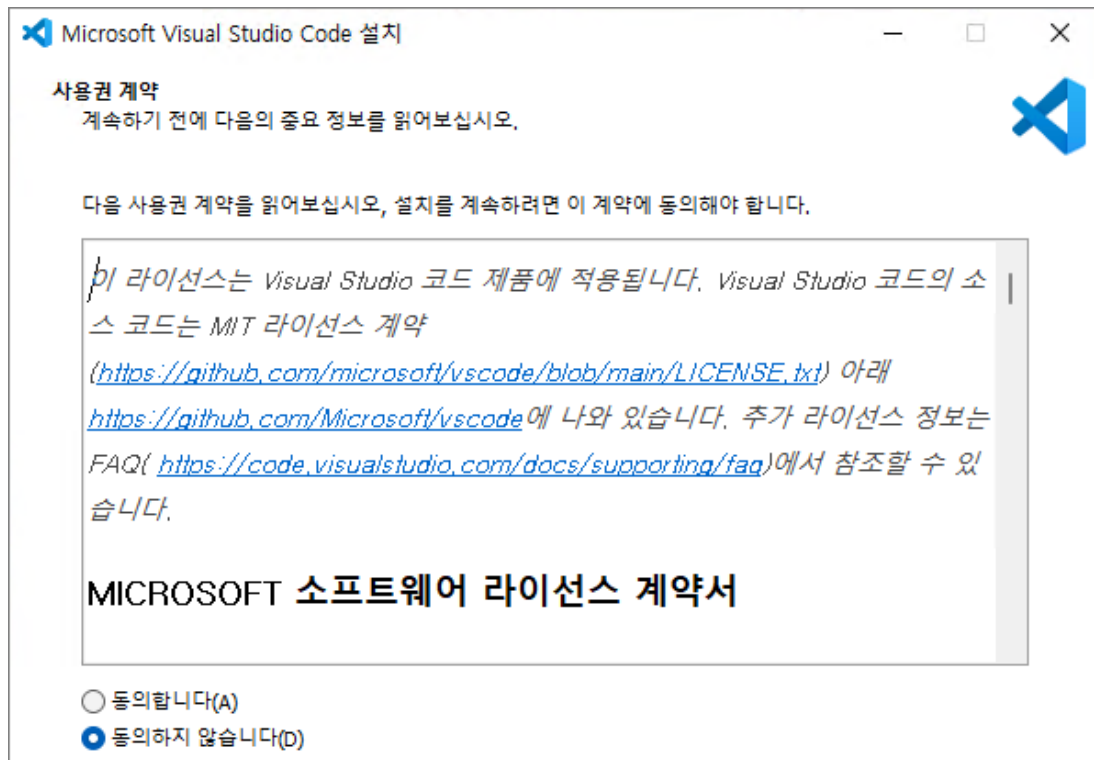 Microsoft Visual Studio Code 설치
사용권 계약
계속하기 전에 다음의 중요 정보를 읽어보십시오.
다음 사용권 계약을 읽어보십시오, 설치를 계속하려면 이 계약에 동의해야 합니다.
이 라이선스는 Visual Studio 코드 제품에 적용됩니다. Visual Studio 코드의 소
스 코드는 MIT 라이선스 계약
(https://github.com/microsoft/vscode/blob/main/LICENSE.txt) 아래
https://github.com/Microsoft/vscode에 나와 있습니다. 추가 라이선스 정보는
FAQ( https://code.visualstudio.com/docs/supporting/faq)에서 참조할 수 있
습니다.
MICROSOFT 소프트웨어 라이선스 계약서
동의합니다(A)
동의하지 않습니다(D)